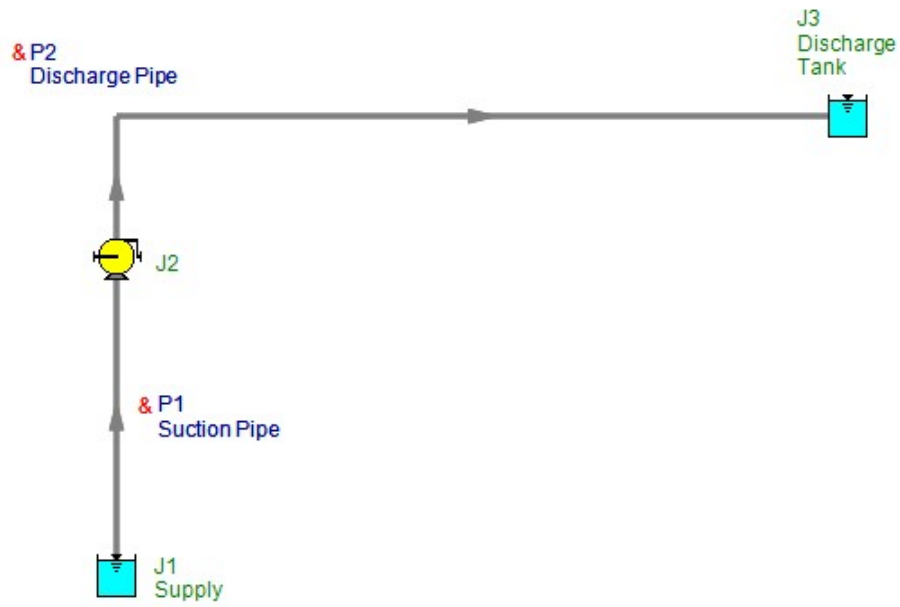 J3
Discharge
Tank
& P2
Discharge Pipe
J2
& P1
Suction Pipe
J1
Supply